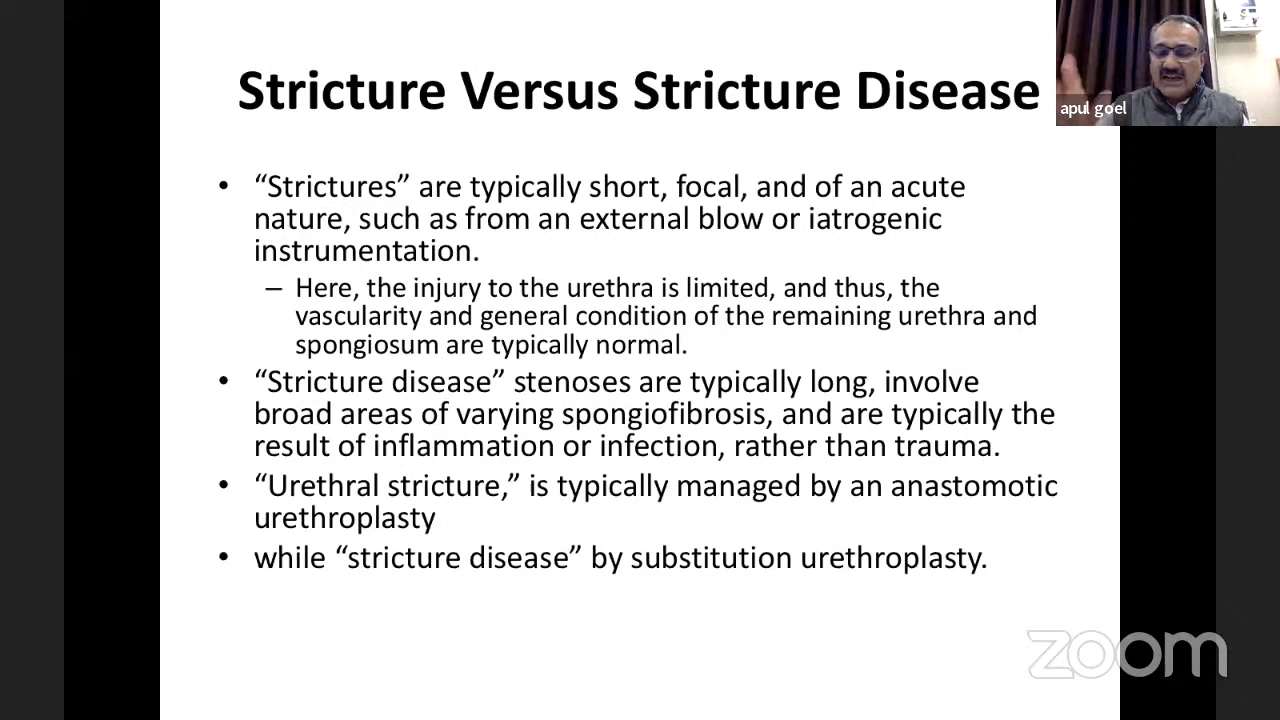 Stricture Versus Stricture Disease
apul goel
• “Strictures” are typically short, focal, and of an acute
nature, such as from an external blow or iatrogenic
instrumentation.
– Here, the injury to the urethra is limited, and thus, the
vascularity and general condition of the remaining urethra and
spongiosum are typically normal.
• “Stricture disease” stenoses are typically long, involve
broad areas of varying spongiofibrosis, and are typically the
result of inflammation or infection, rather than trauma.
• “Urethral stricture,” is typically managed by an anastomotic
urethroplasty
• while “stricture disease” by substitution urethroplasty.
zoom